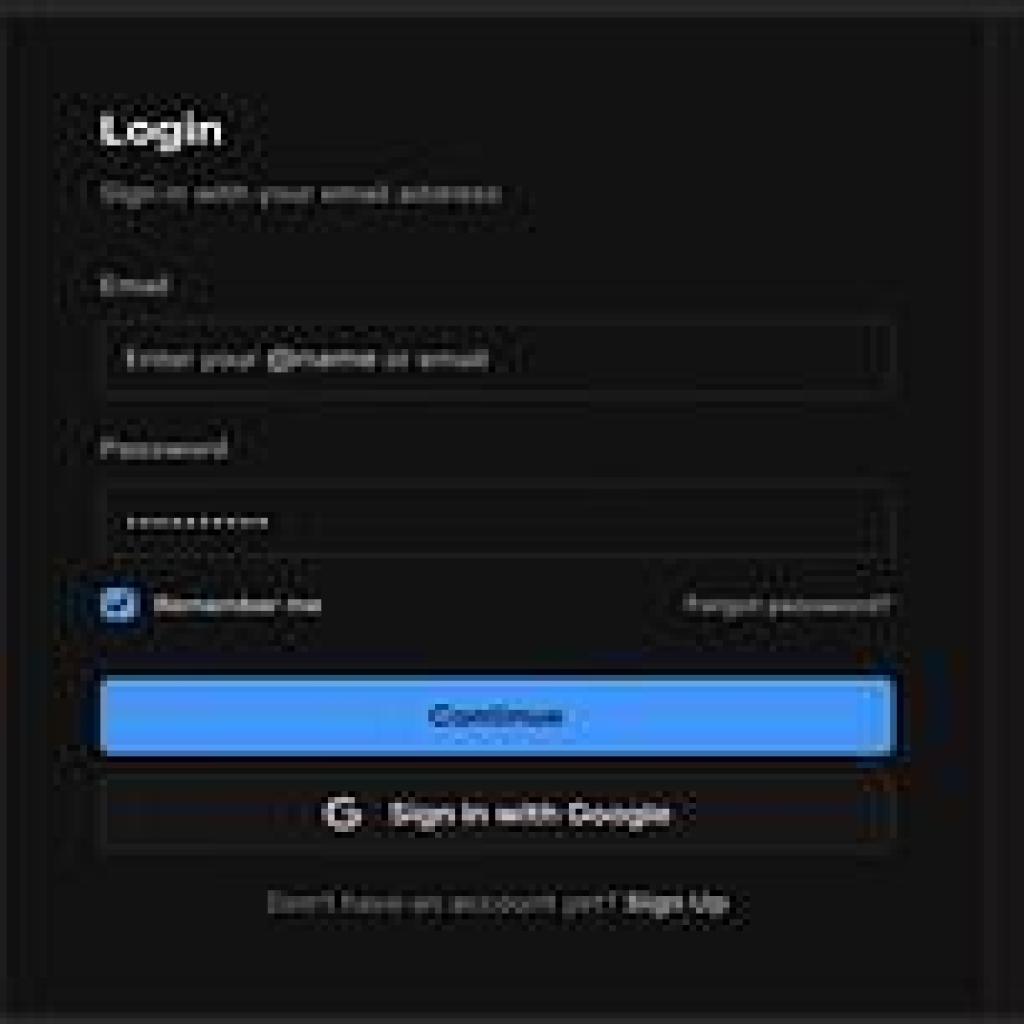 Login
Sign in with your email address
Email
Enter your @name or email
Password
Remember me
Forgot password?
Continue
G Sign in with Google
Don't have an account yet? Sign Up